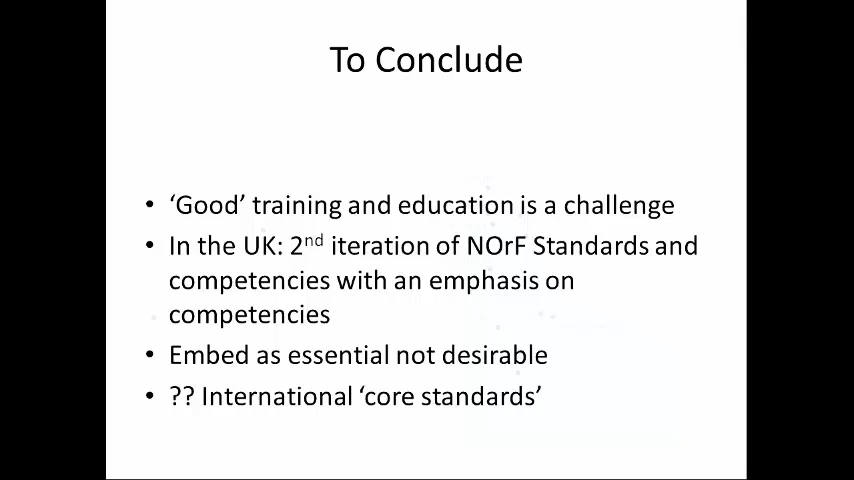 To Conclude
• ‘Good’ training and education is a challenge
• In the UK: 2nd iteration of NOrF Standards and
competencies with an emphasis on
competencies
• Embed as essential not desirable
• ?? International ‘core standards’